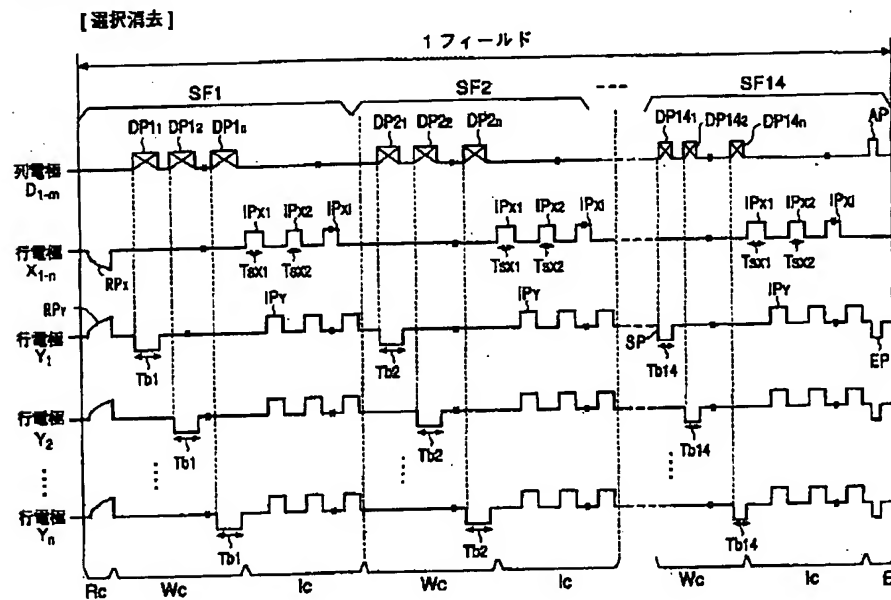 [選択消去]
1フィールド
SF1 SF2 SF14
DP1₁ DP1₂ DP1ₙ DP2₁ DP2₂ DP2ₙ DP14₁ DP14₂ DP14ₙ AP
列電極
D1-m
IPX1 IPX2 IPXi IPX1 IPX2 IPXi IPX1 IPX2 IPXi
行電極
X1-n
RPX TSX1 TSX2 TSX1 TSX2 TSX1 TSX2
RPY IPY IPY IPY
行電極
Y1
Tb1 Tb2 SP Tb14 EP
行電極
Y2
Tb1 Tb2 Tb14
行電極
Yn
Tb1 Tb2 Tb14
Rc Wc Ic Wc Ic Wc Ic E